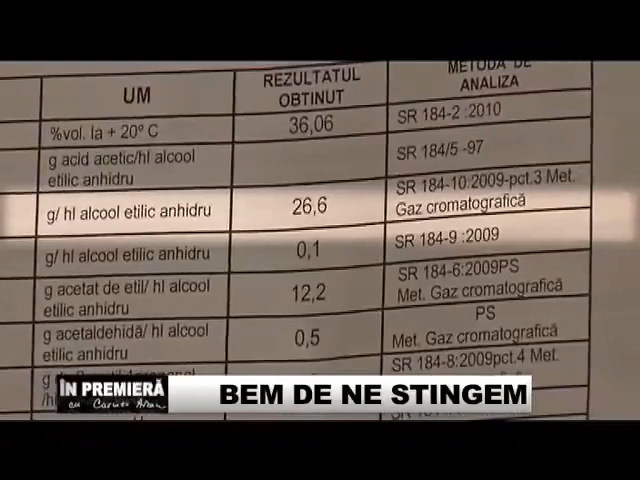 UM
REZULTATUL
OBTINUT
METODA DE
ANALIZA
%vol. la + 20º C
36,06
SR 184-2 :2010
g acid acetic/hl alcool
etilic anhidru
SR 184/5 -97
g/ hl alcool etilic anhidru
26,6
SR 184-10:2009-pct.3 Met.
Gaz cromatografică
g/ hl alcool etilic anhidru
0,1
SR 184-9 :2009
g acetat de etil/ hl alcool
etilic anhidru
12,2
SR 184-6:2009PS
Met. Gaz cromatografică
g acetaldehidă/ hl alcool
etilic anhidru
0,5
PS
Met. Gaz cromatografică
SR 184-8:2009pct.4 Met.
ÎN PREMIERĂ
cu Carmen Avram
BEM DE NE STINGEM